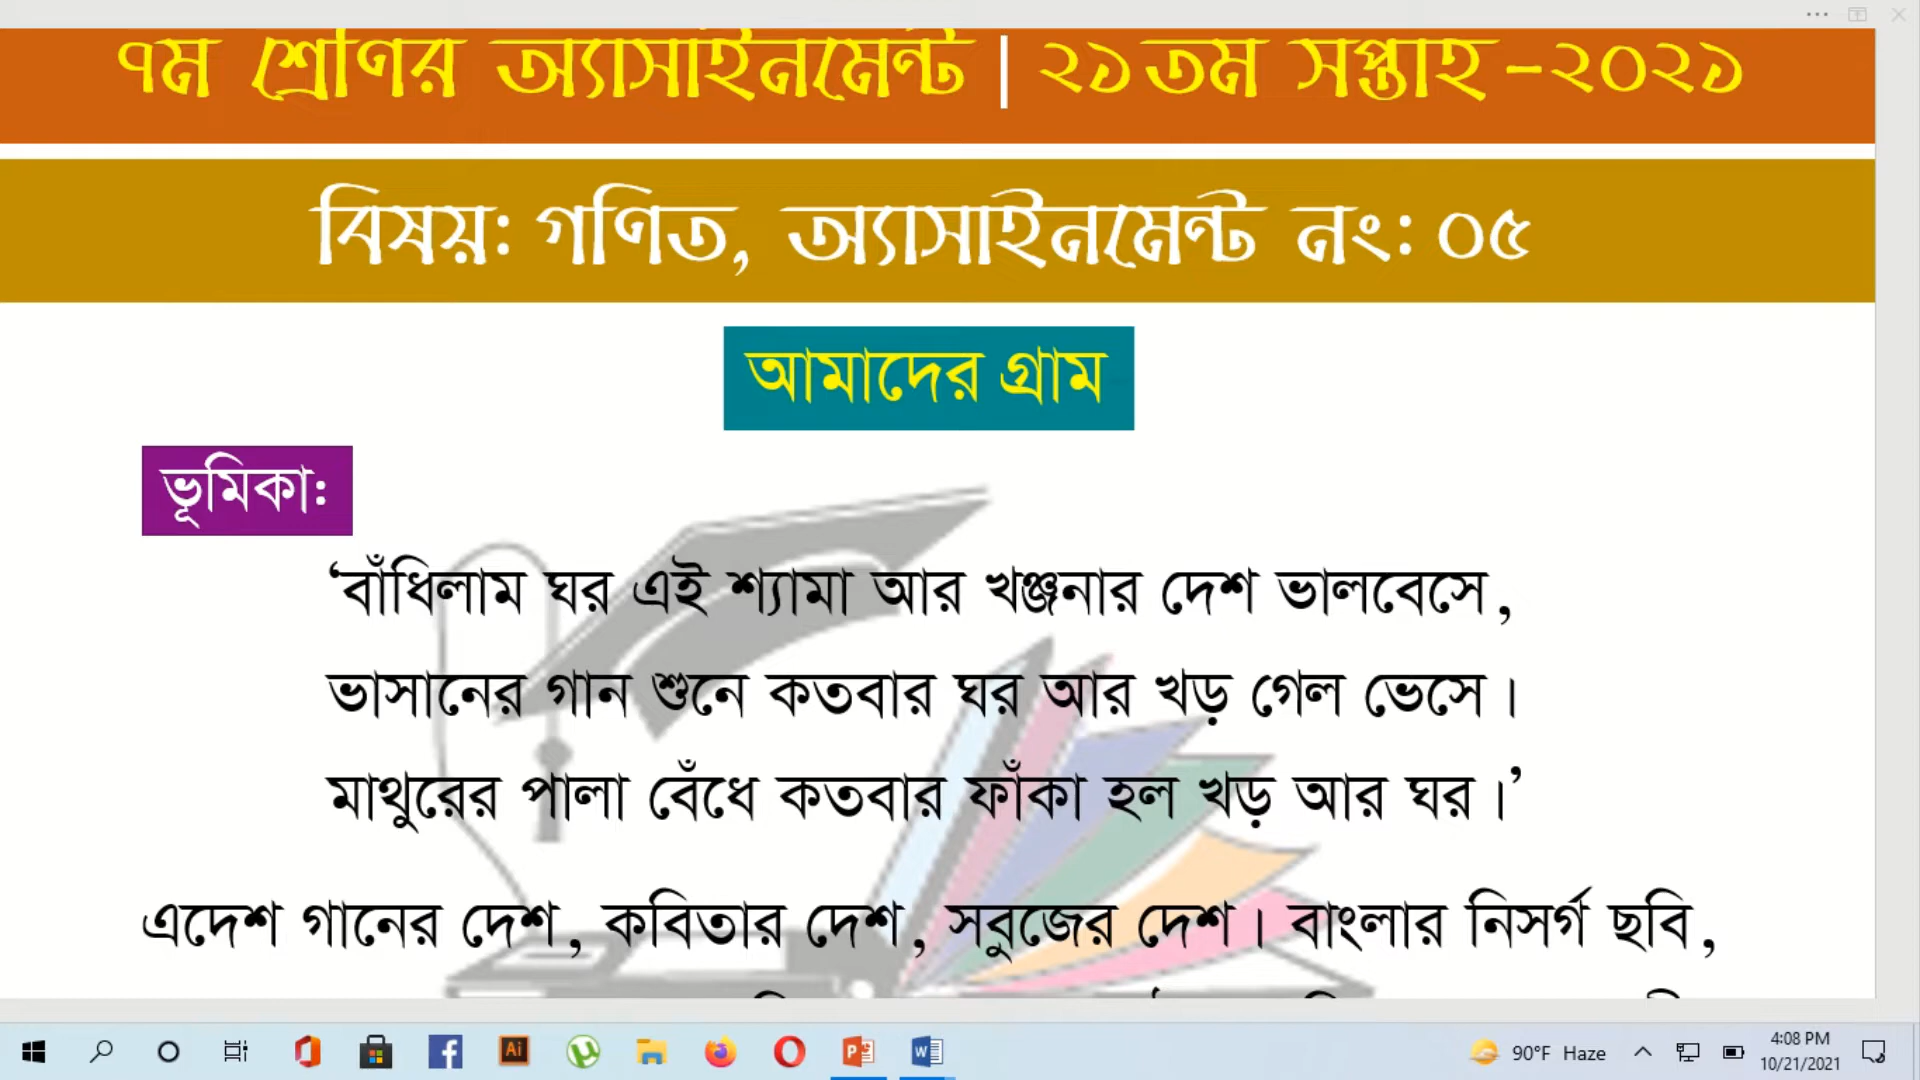 ৭ম শ্রেণির অ্যাসাইনমেন্ট | ২১তম সপ্তাহ -২০২১
বিষয়ঃ গণিত, অ্যাসাইনমেন্ট নংঃ ০৫
আমাদের গ্রাম
ভূমিকাঃ
‘বাঁধিলাম ঘর এই শ্যামা আর খঞ্জনার দেশ ভালবেসে,
ভাসানের গান শুনে কতবার ঘর আর খড় গেল ভেসে।
মাথুরের পালা বেঁধে কতবার ফাঁকা হল খড় আর ঘর।’
এদেশ গানের দেশ, কবিতার দেশ, সবুজের দেশ। বাংলার নিসর্গ ছবি,
Ai
90°F Haze
4:08 PM
10/21/2021